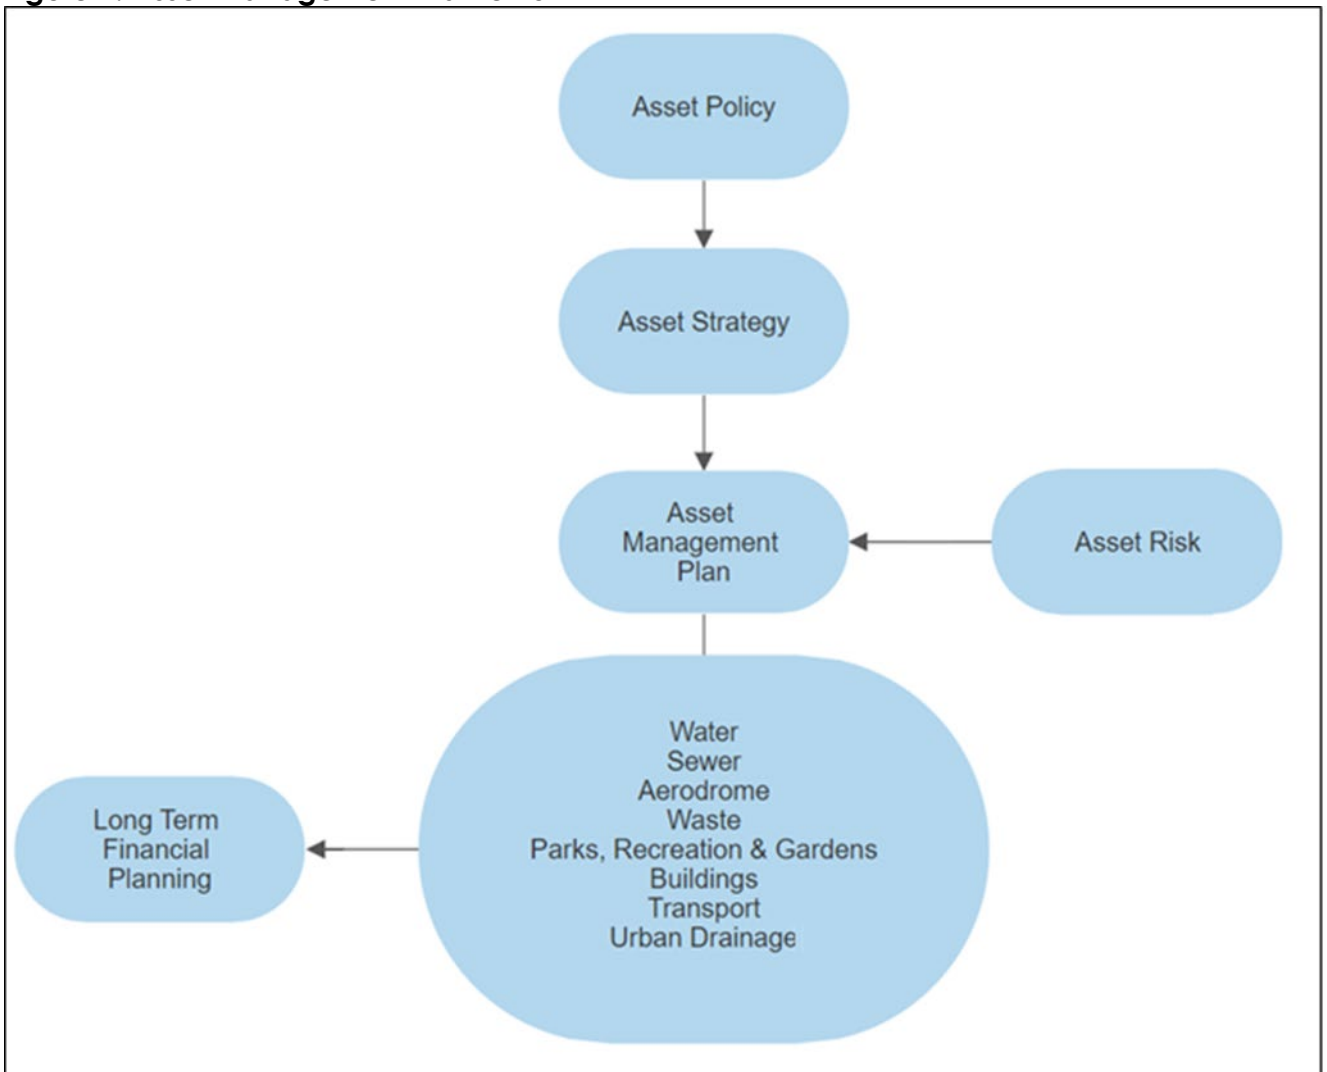 Asset Policy
Asset Strategy
Asset
Management
Plan
Asset Risk
Water
Sewer
Aerodrome
Waste
Parks, Recreation & Gardens
Buildings
Transport
Urban Drainage
Long Term
Financial
Planning